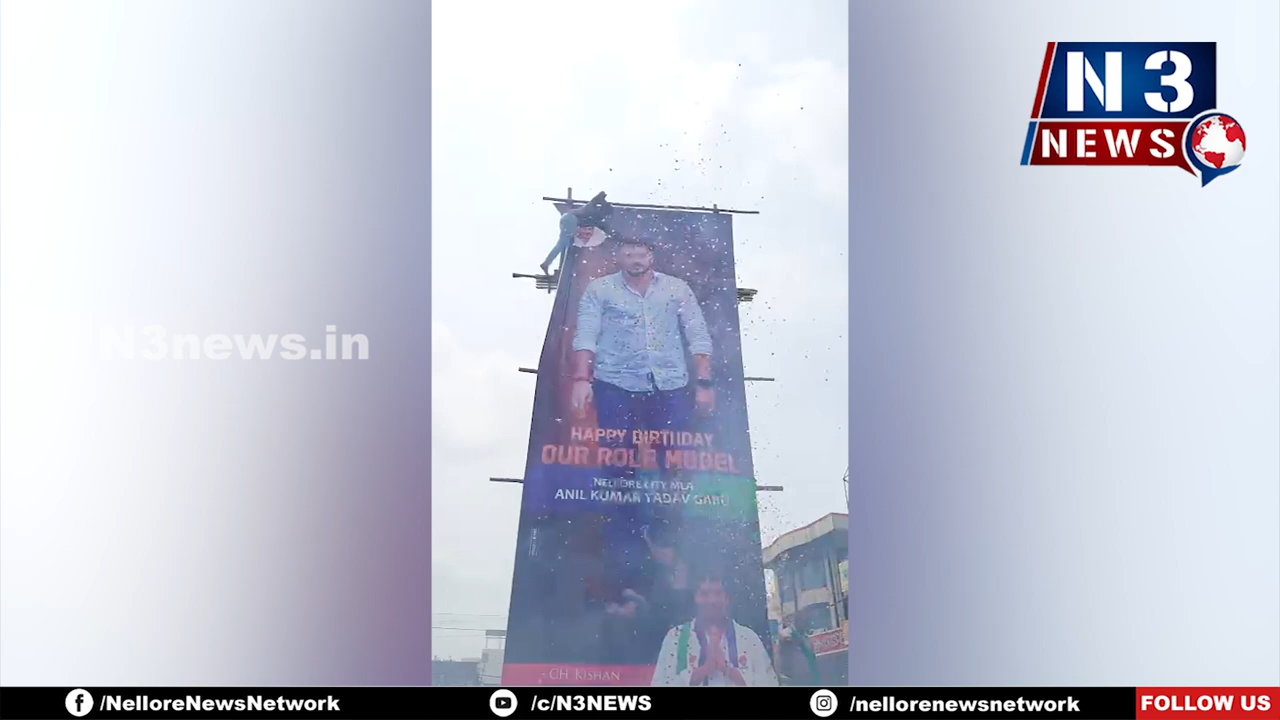 N3
NEWS
N3news.in
HAPPY BIRTHDAY
OUR ROLE MODEL
NELLORE CITY MLA
ANIL KUMAR YADAV GARU
CH KISHAN
/NelloreNewsNetwork
/c/N3NEWS
/nellorenewsnetwork
FOLLOW US